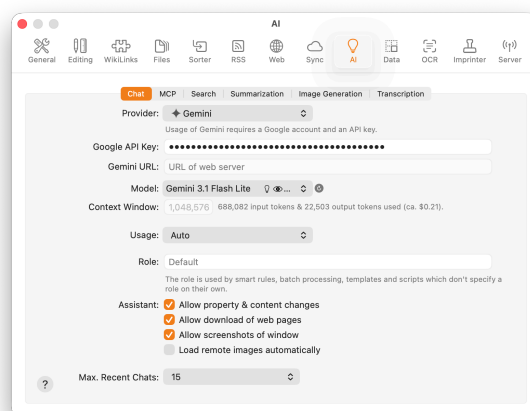 AI
General Editing WikiLinks Files Sorter RSS Web Sync AI Data OCR Imprinter Server
Chat MCP Search Summarization Image Generation Transcription
Provider: Gemini
Usage of Gemini requires a Google account and an API key.
Google API Key: ●●●●●●●●●●●●●●●●●●●●●●●●●●●●●●●●●●●●●●●
Gemini URL: URL of web server
Model: Gemini 3.1 Flash Lite ...
Context Window: 1,048,576 688,082 input tokens & 22,503 output tokens used (ca. $0.21).
Usage: Auto
Role: Default
The role is used by smart rules, batch processing, templates and scripts which don't specify a
role on their own.
Assistant: Allow property & content changes
Allow download of web pages
Allow screenshots of window
Load remote images automatically
Max. Recent Chats: 15
?